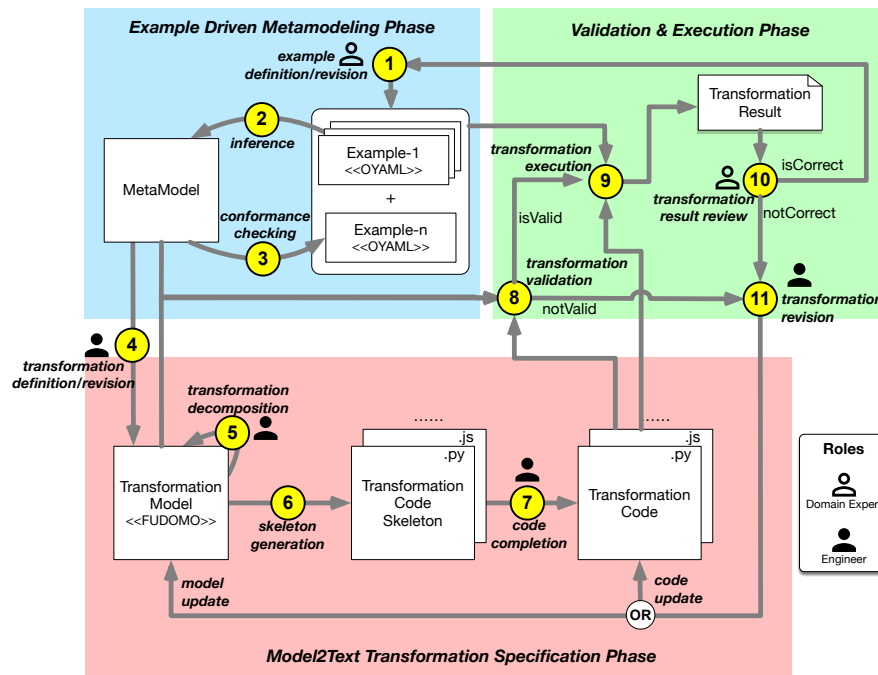 Example Driven Metamodeling Phase
Validation & Execution Phase
example
definition/revision
1
2
inference
MetaModel
Example-1
<<OYAML>>
+
Example-n
<<OYAML>>
conformance
checking
3
transformation
execution
9
Transformation
Result
isCorrect
10
transformation
result review
notCorrect
isValid
transformation
validation
8
notValid
11
transformation
revision
4
transformation
definition/revision
transformation
decomposition
5
......
.js
.py
Transformation
Model
<<FUDOMO>>
6
skeleton
generation
Transformation
Code
Skeleton
7
code
completion
......
.js
.py
Transformation
Code
model
update
code
update
OR
Model2Text Transformation Specification Phase
Roles
Domain Exper
Engineer